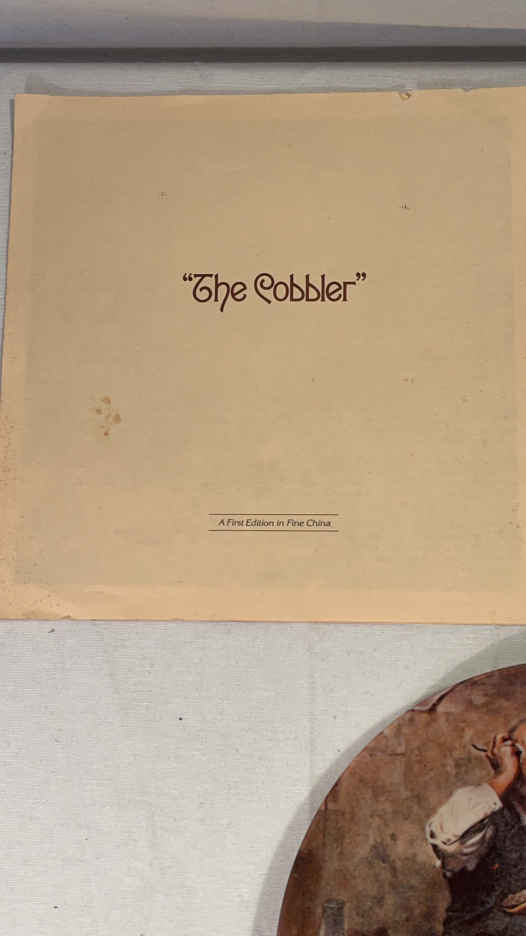 “The Cobbler”
A First Edition in Fine China